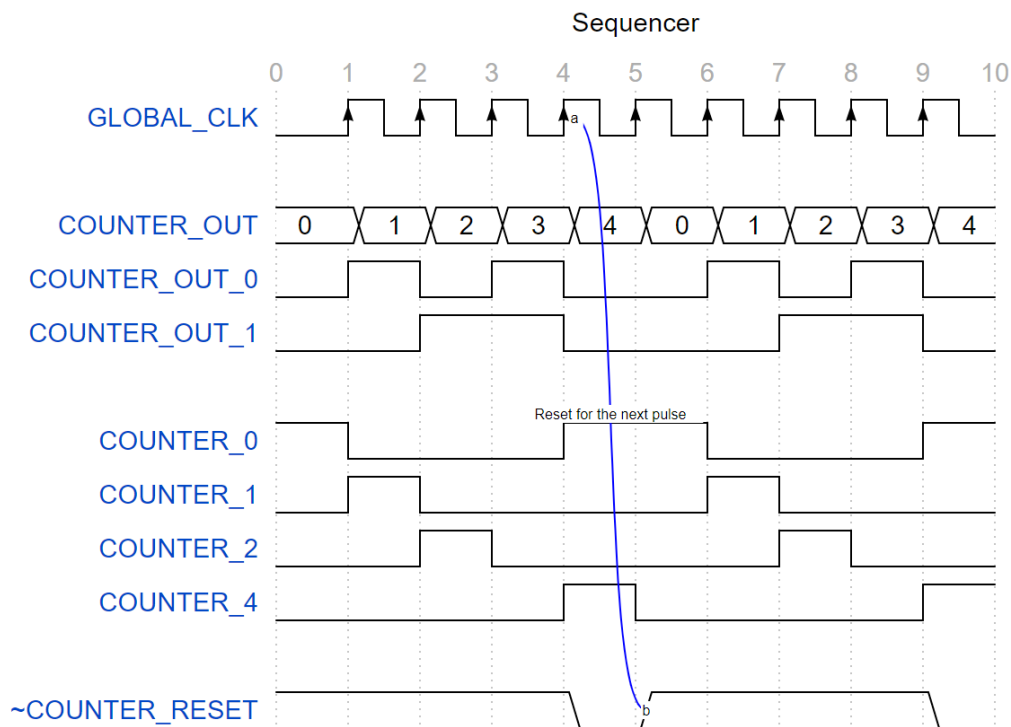 Sequencer
0 1 2 3 4 5 6 7 8 9 10
GLOBAL_CLK a
COUNTER_OUT 0 1 2 3 4 0 1 2 3 4
COUNTER_OUT_0
COUNTER_OUT_1
Reset for the next pulse
COUNTER_0
COUNTER_1
COUNTER_2
COUNTER_4
~COUNTER_RESET b